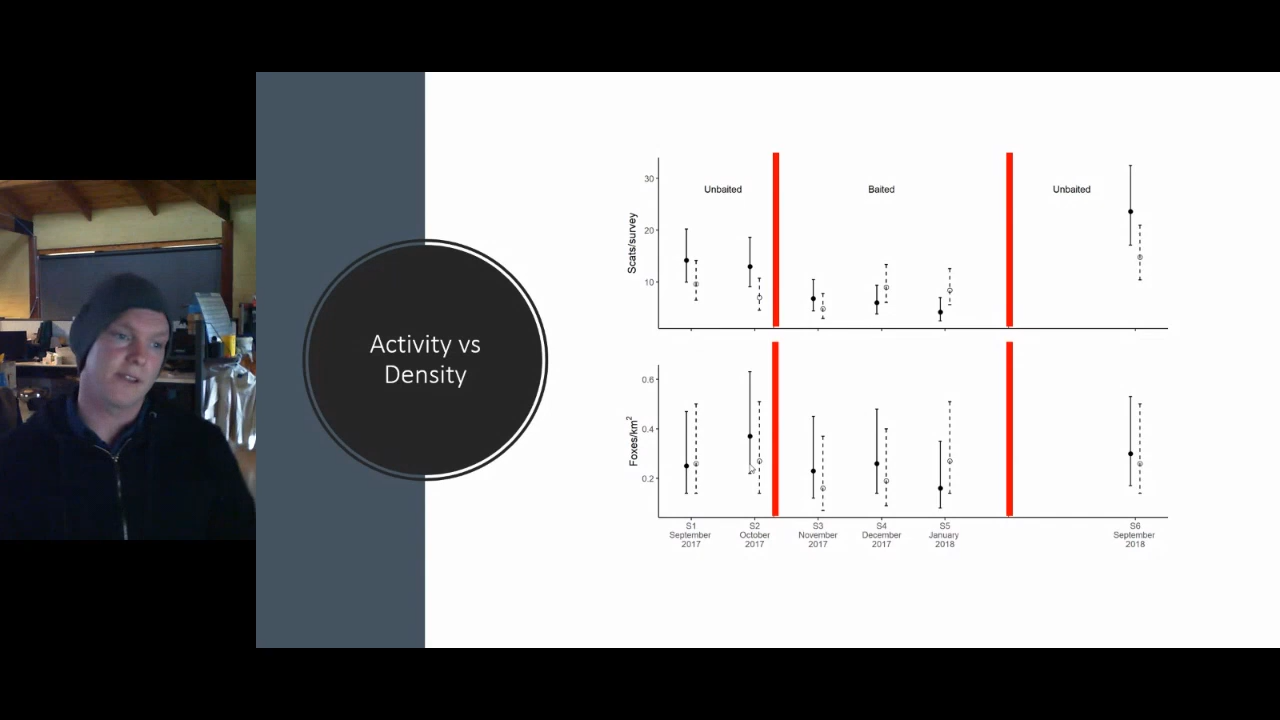 Activity vs
Density
Unbaited
Baited
Unbaited
Scats/survey
30
20
10
Foxes/km²
0.6
0.4
0.2
S1
September
2017
S2
October
2017
S3
November
2017
S4
December
2017
S5
January
2018
S6
September
2018